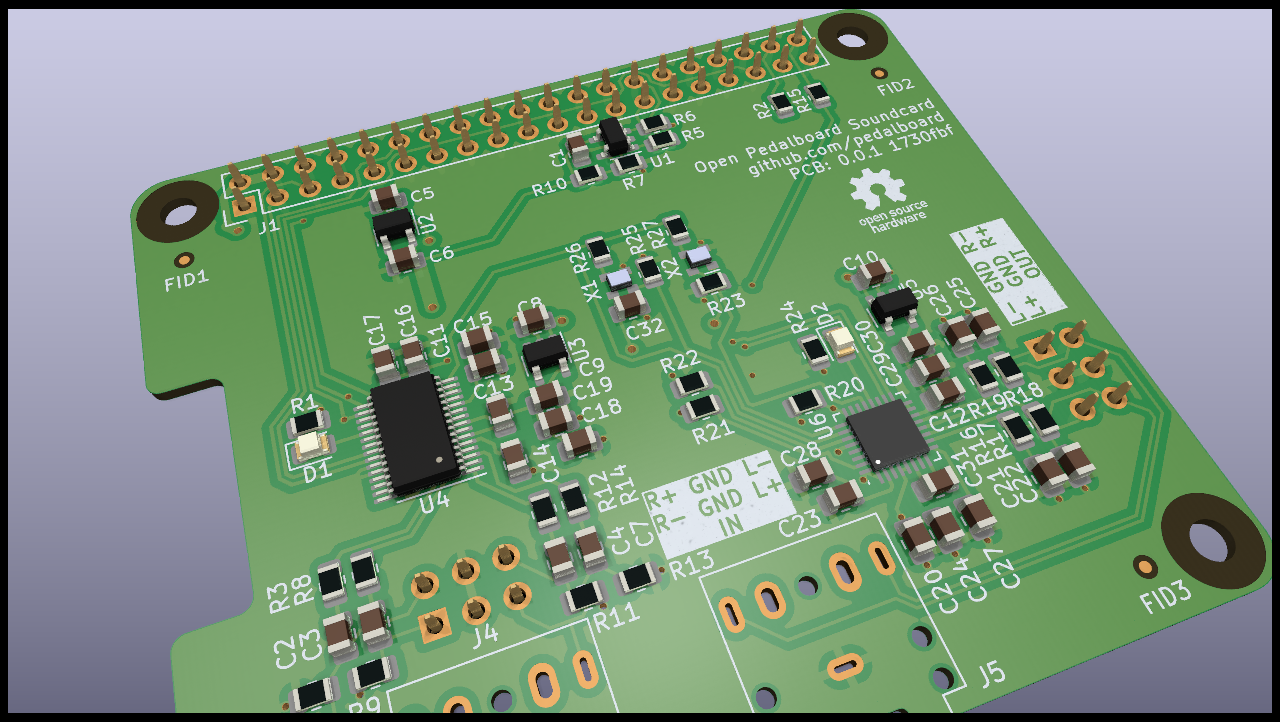 FID2
R2
R15
R6
R5
C1
U1
R7
R10
Open Pedalboard Soundcard
github.com/pedalboard
PCB: 0.0.1 1730fbf
open source
hardware
J1
C5
U2
C6
FID1
R26
R25
R27
X1
X2
C32
R23
C10
R- R+
GND GND
L- L+
OUT
C26
C25
R24
D2
C30
C29
C17
C16
C11
C15
C8
U3
C9
C13
C19
C18
R22
R21
R20
U6
C12
R19
R18
R1
D1
U4
C14
R12
R14
R+ GND L-
R- GND L+
IN
C28
C23
C31
C16
R17
C21
C22
C4
C7
R13
R11
C20
C24
C27
FID3
R3
R8
C2
C3
J4
J5
R9